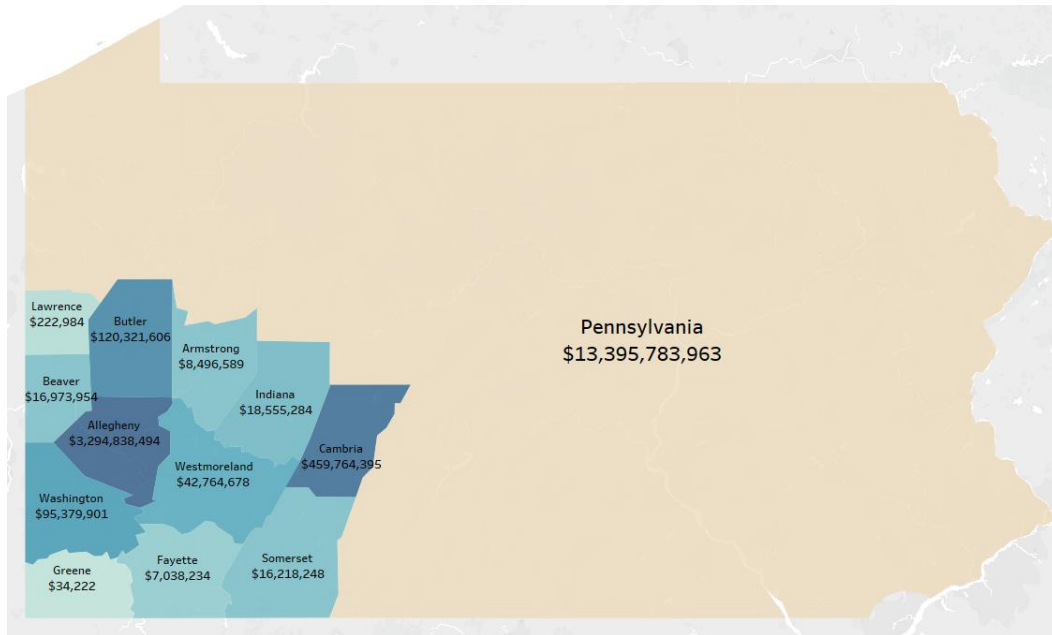 Lawrence
$222,984
Butler
$120,321,606
Armstrong
$8,496,589
Pennsylvania
$13,395,783,963
Beaver
$16,973,954
Indiana
$18,555,284
Allegheny
$3,294,838,494
Cambria
$459,764,395
Westmoreland
$42,764,678
Washington
$95,379,901
Greene
$34,222
Fayette
$7,038,234
Somerset
$16,218,248